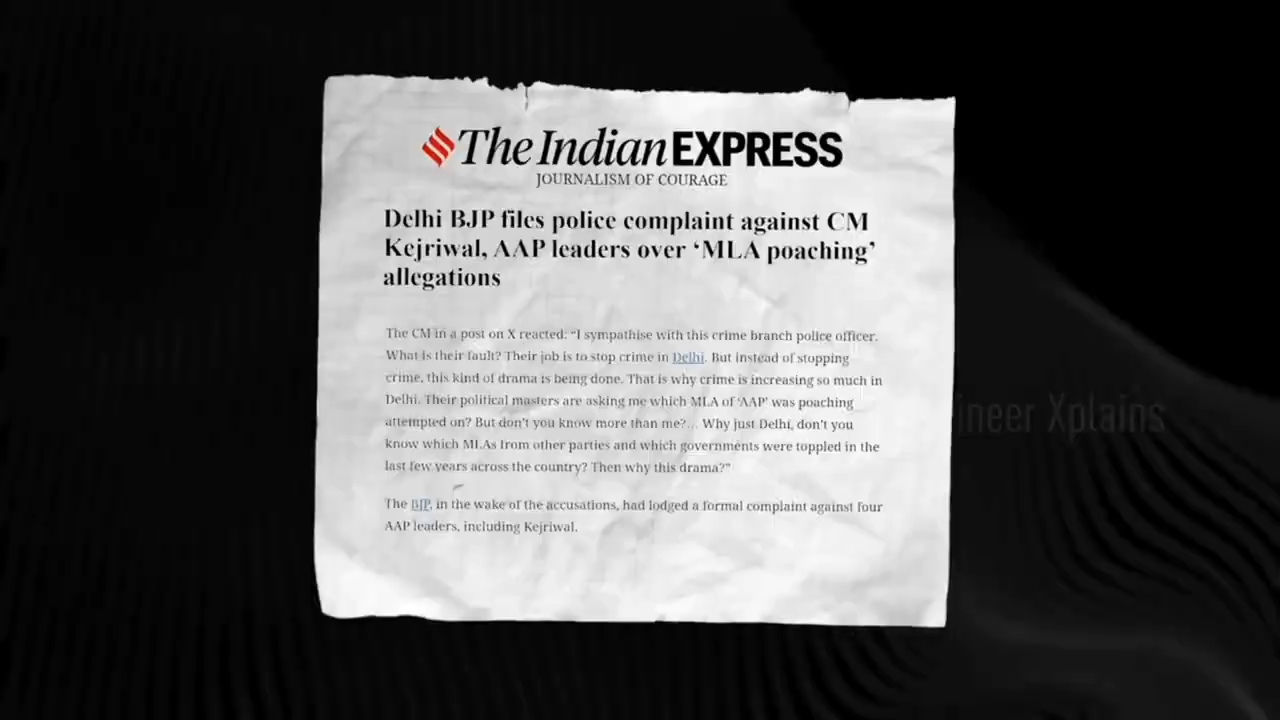 The Indian EXPRESS
JOURNALISM OF COURAGE
Delhi BJP files police complaint against CM
Kejriwal, AAP leaders over ‘MLA poaching’
allegations
The CM in a post on X reacted: “I sympathise with this crime branch police officer.
What is their fault? Their job is to stop crime in Delhi. But instead of stopping
crime, this kind of drama is being done. That is why crime is increasing so much in
Delhi. Their political masters are asking me which MLA of ‘AAP’ was poaching
attempted on? But don’t you know more than me?... Why just Delhi, don’t you
know which MLAs from other parties and which governments were toppled in the
last few years across the country? Then why this drama?”
The BJP, in the wake of the accusations, had lodged a formal complaint against four
AAP leaders, including Kejriwal.
Xplains